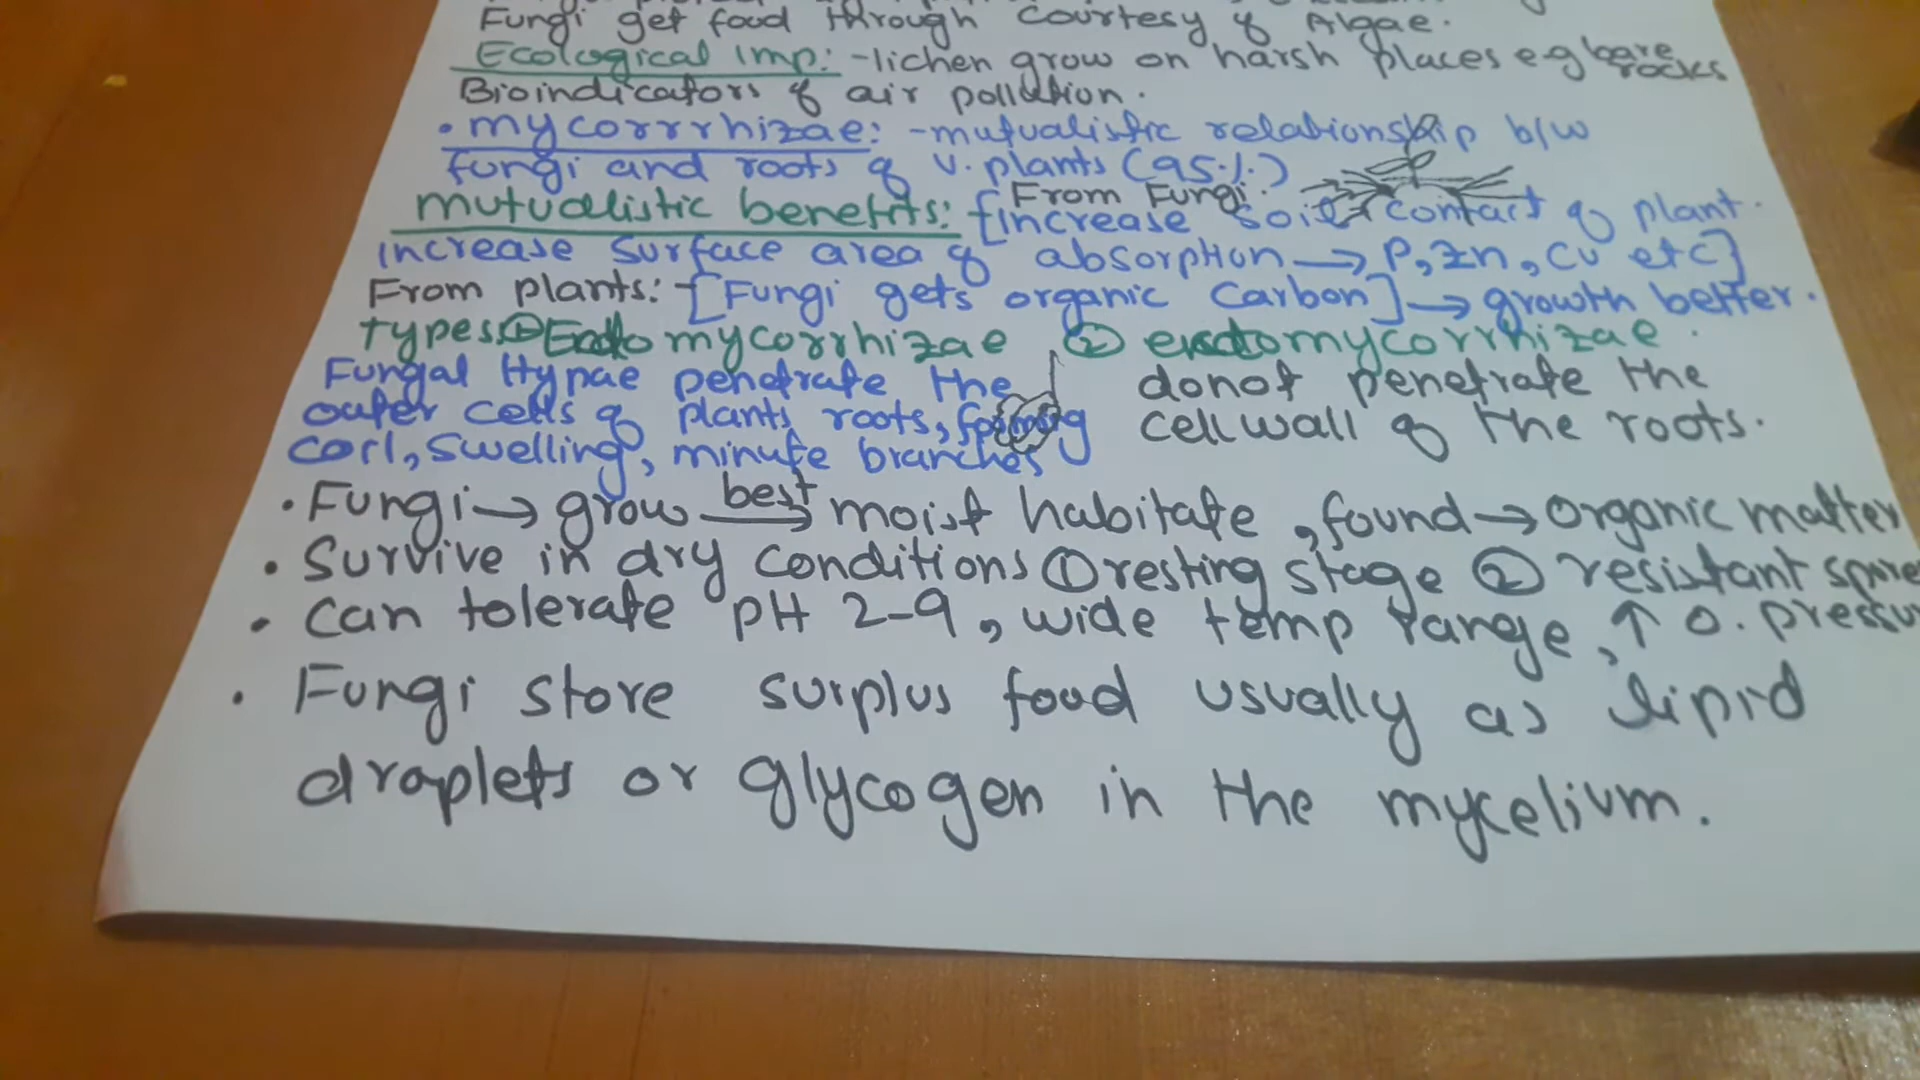 Fungi get food through courtesy of Algae.
Ecological Imp: -lichen grow on harsh places e.g bare rocks
Bioindicators of air pollution.
• mycorrrhizae: -mutualistic relationship b/w
fungi and roots of v. plants (95%)
mutualistic benefits: From Fungi: [Increase soil contact of plant.
increase surface area of absorption → P, Zn, Cu etc]
From plants: -[Fungi gets organic Carbon] → growth better.
types ① Endomycorrhizae ② ectomycorrhizae.
Fungal Hypae penetrate the donot penetrate the
outer cells of plants roots, forming cell wall of the roots.
corl, swelling, minute branches
• Fungi → grow best → moist habitate, found → Organic matter
• Survive in dry conditions ① resting stage ② resistant spore
• Can tolerate pH 2-9, wide temp range, ↑ O. pressu
• Fungi store surplus food usually as lipid
droplets or glycogen in the mycelium.